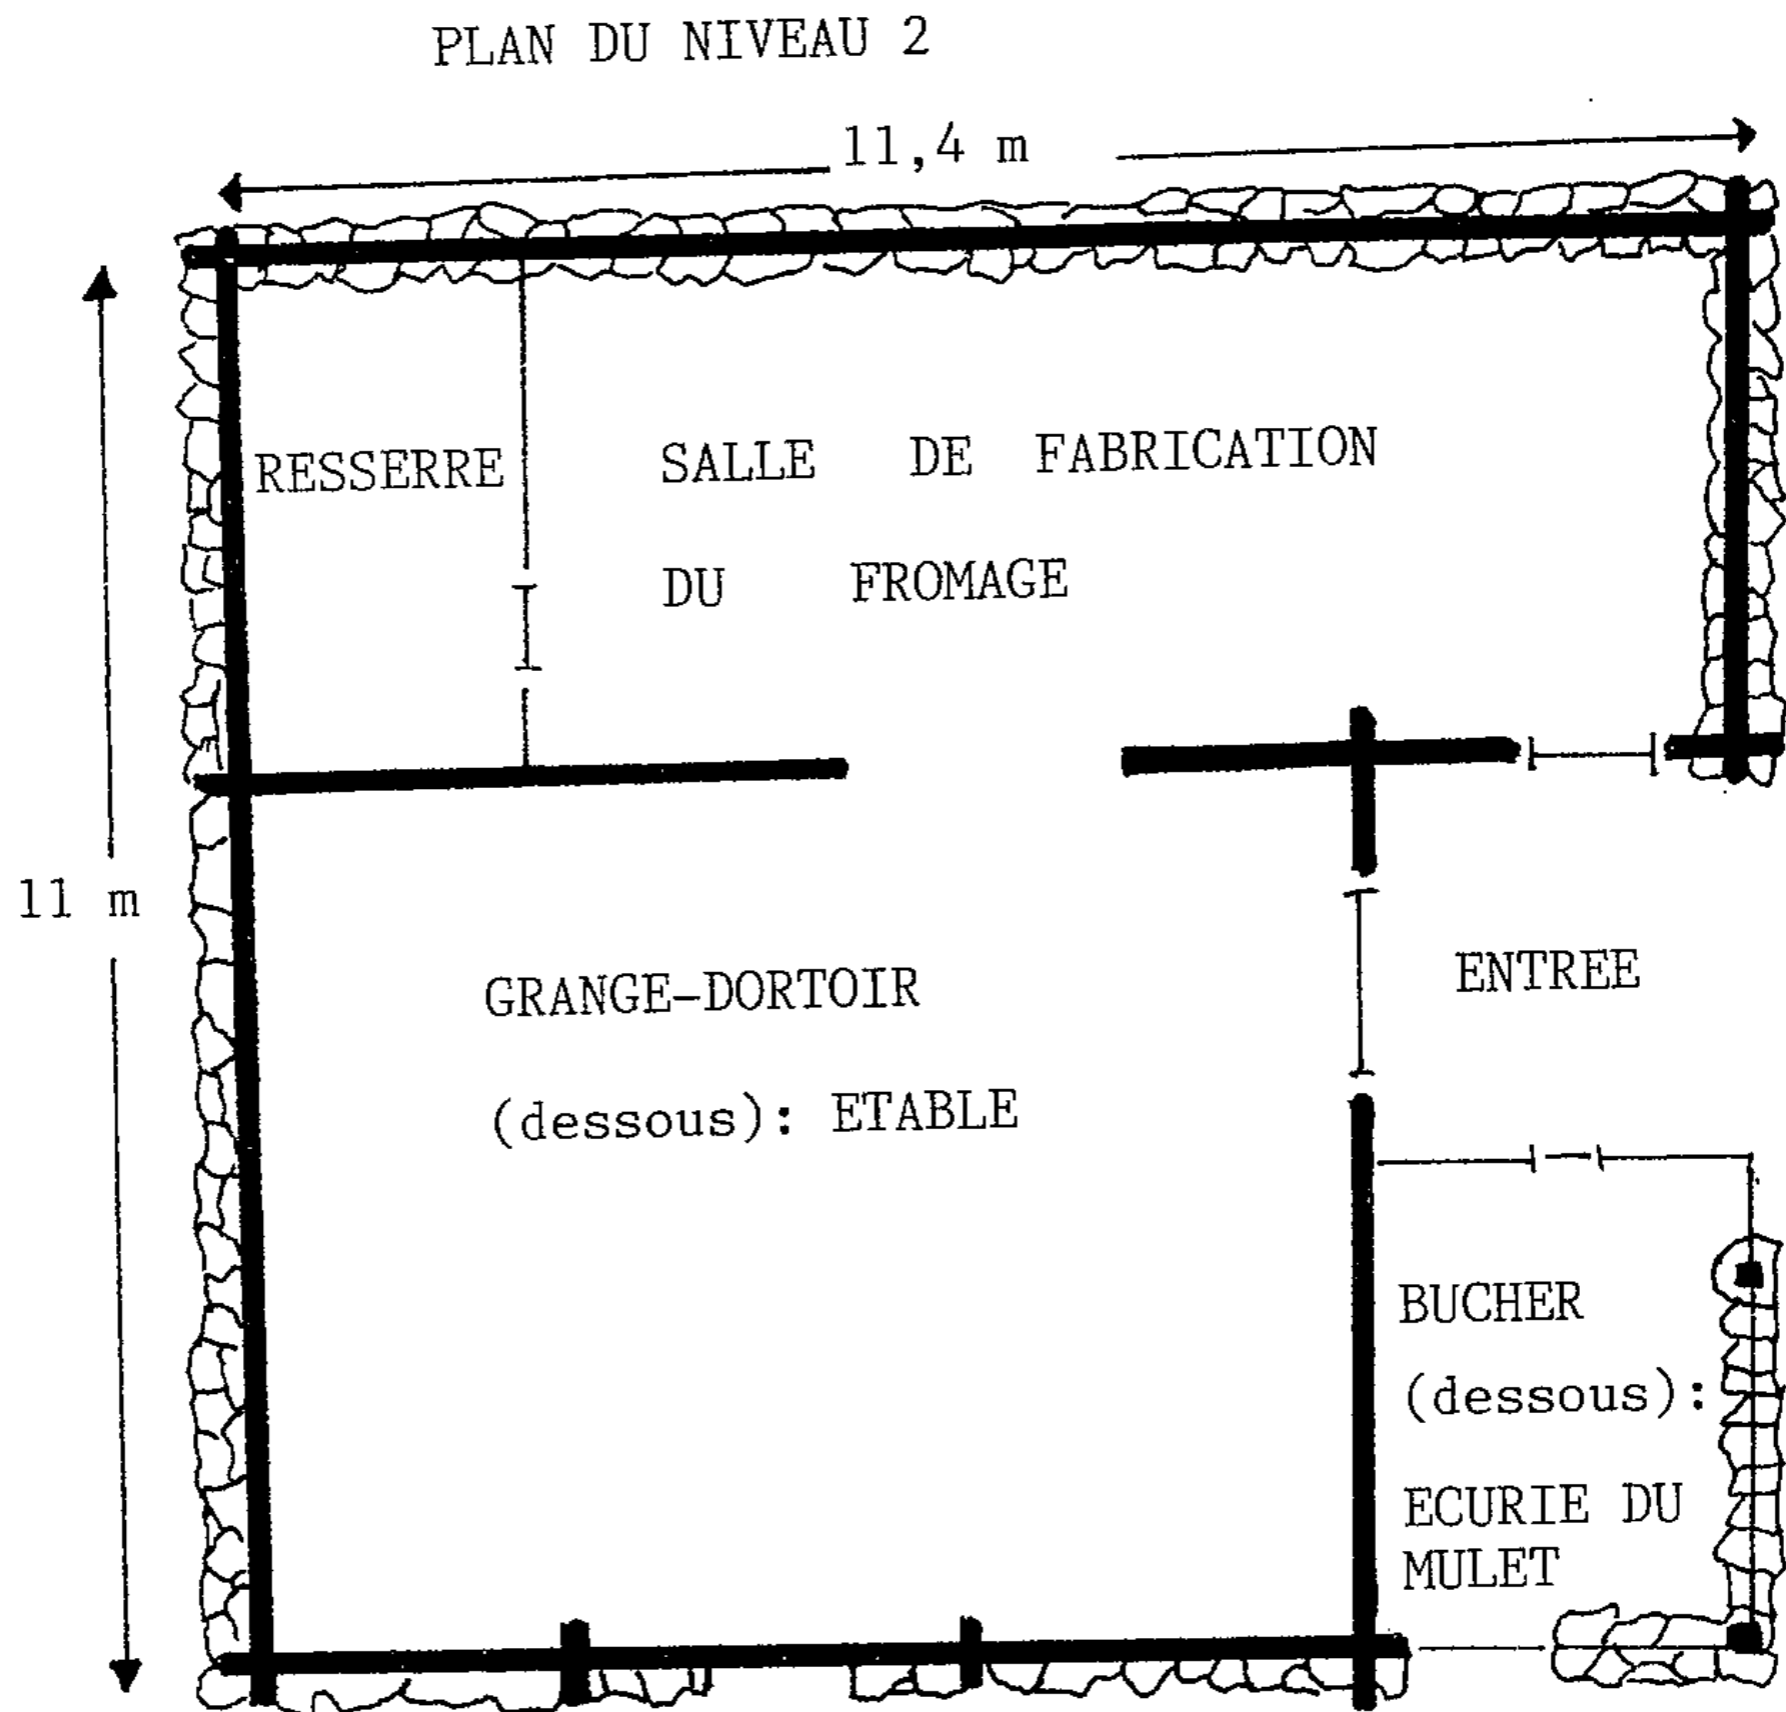 PLAN DU NIVEAU 2
11,4 m
RESSERRE
SALLE DE FABRICATION
DU FROMAGE
11 m
GRANGE-DORTOIR
(dessous): ETABLE
ENTREE
BUCHER
(dessous):
ECURIE DU
MULET